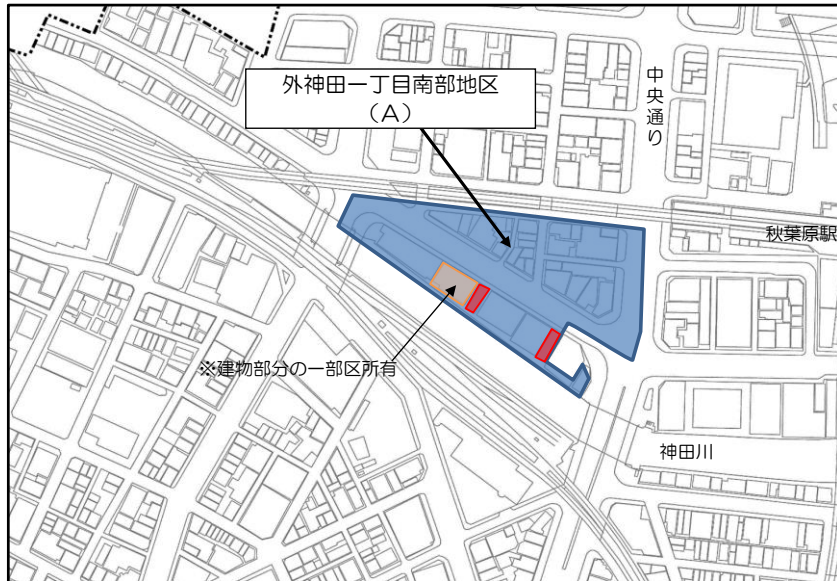 外神田一丁目南部地区
（A）
中央通り
秋葉原駅
※建物部分の一部区所有
神田川